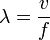 λ = v/f